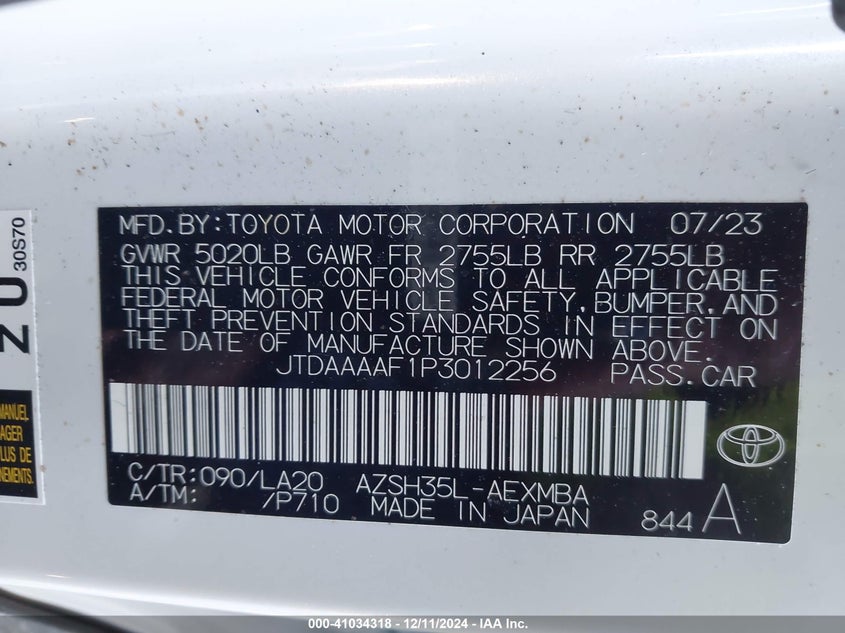 MFD.BY:TOYOTA MOTOR CORPORATION 07/23
GVWR 5020LB GAWR FR 2755LB RR 2755LB
THIS VEHICLE CONFORMS TO ALL APPLICABLE
FEDERAL MOTOR VEHICLE SAFETY,BUMPER,AND
THEFT PREVENTION STANDARDS IN EFFECT ON
THE DATE OF MANUFACTURE SHOWN ABOVE.
JTDAAAAF1P3012256 PASS.CAR
C/TR:090/LA20 AZSH35L-AEXMBA
A/TM: /P710 MADE IN JAPAN 844 A
30S70
MANUEL
PLUS DE
© 41034318 - 12/11/2024 - IAA Inc.